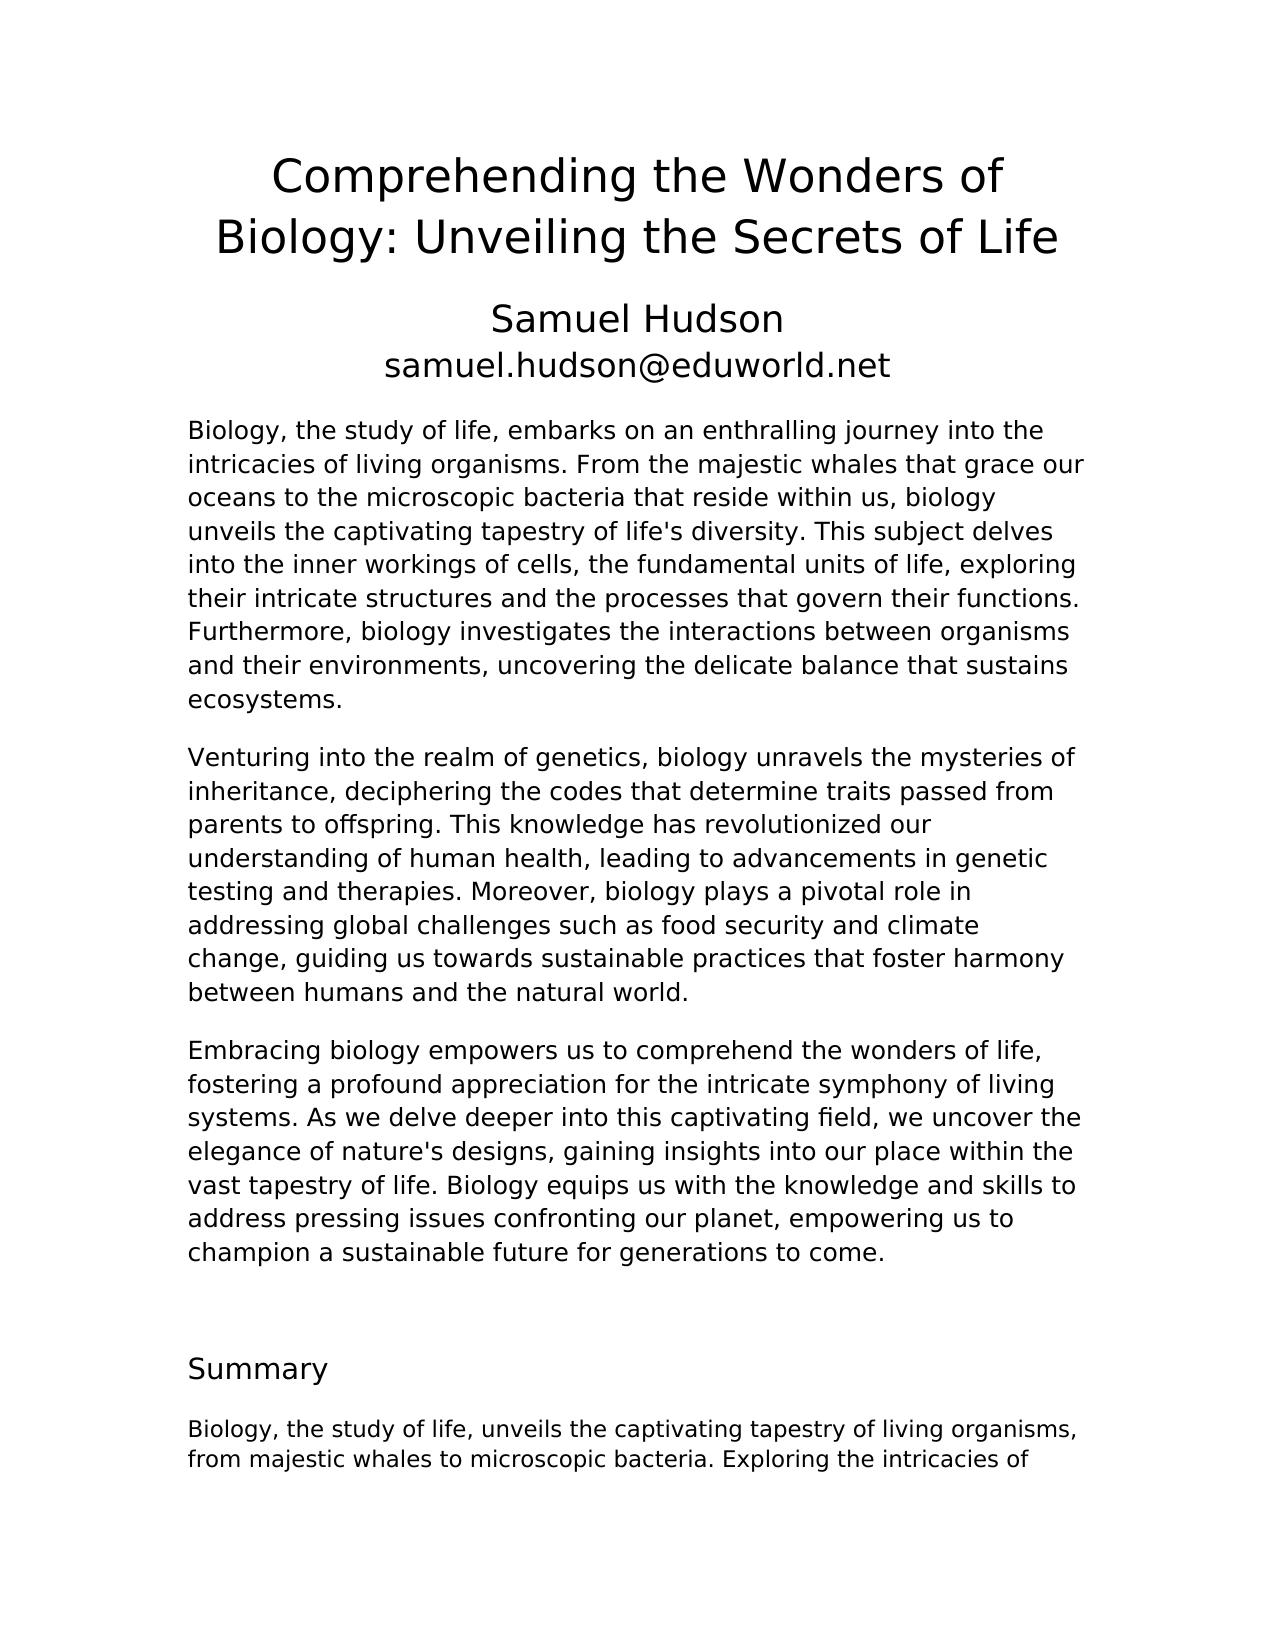 Comprehending the Wonders of
Biology: Unveiling the Secrets of Life
Samuel Hudson
samuel.hudson@eduworld.net
Biology, the study of life, embarks on an enthralling journey into the
intricacies of living organisms. From the majestic whales that grace our
oceans to the microscopic bacteria that reside within us, biology
unveils the captivating tapestry of life's diversity. This subject delves
into the inner workings of cells, the fundamental units of life, exploring
their intricate structures and the processes that govern their functions.
Furthermore, biology investigates the interactions between organisms
and their environments, uncovering the delicate balance that sustains
ecosystems.
Venturing into the realm of genetics, biology unravels the mysteries of
inheritance, deciphering the codes that determine traits passed from
parents to offspring. This knowledge has revolutionized our
understanding of human health, leading to advancements in genetic
testing and therapies. Moreover, biology plays a pivotal role in
addressing global challenges such as food security and climate
change, guiding us towards sustainable practices that foster harmony
between humans and the natural world.
Embracing biology empowers us to comprehend the wonders of life,
fostering a profound appreciation for the intricate symphony of living
systems. As we delve deeper into this captivating field, we uncover the
elegance of nature's designs, gaining insights into our place within the
vast tapestry of life. Biology equips us with the knowledge and skills to
address pressing issues confronting our planet, empowering us to
champion a sustainable future for generations to come.
Summary
Biology, the study of life, unveils the captivating tapestry of living organisms,
from majestic whales to microscopic bacteria. Exploring the intricacies of